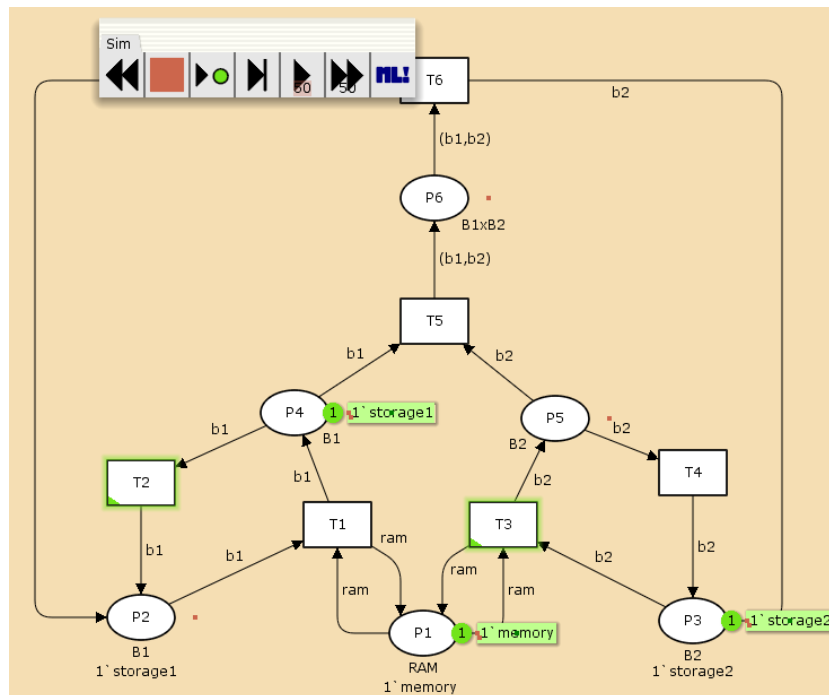 Sim
50
50
ML!
T6
b2
(b1,b2)
P6
B1xB2
(b1,b2)
T5
b1
b2
P4
1
1`storage1
B1
P5
B2
b2
b1
T2
b1
T1
ram
b2
T3
T4
b1
b1
ram
ram
b2
b2
P2
B1
1`storage1
P1
1
1`memory
RAM
1`memory
P3
1
1`storage2
B2
1`storage2